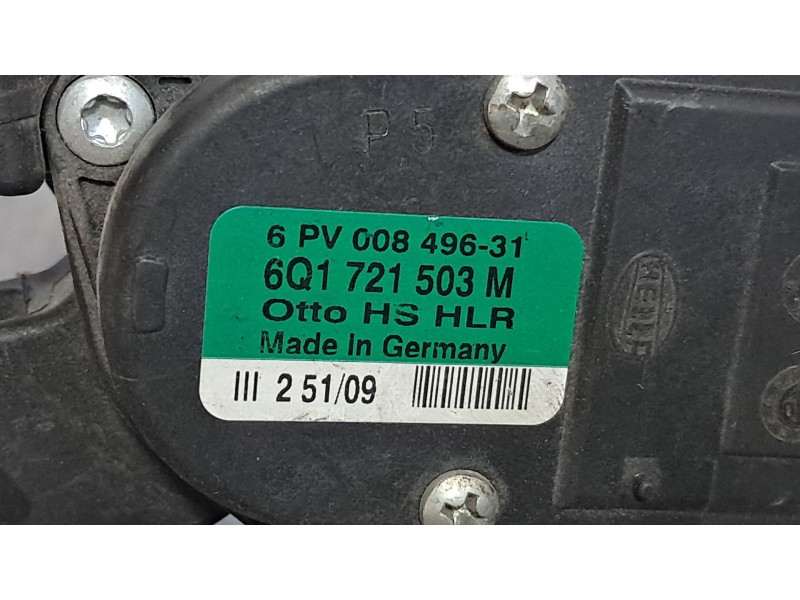 P 5
6 PV 008 496-31
6Q1 721 503 M
Otto HS HLR
Made In Germany
III 2 51/09
HELLA